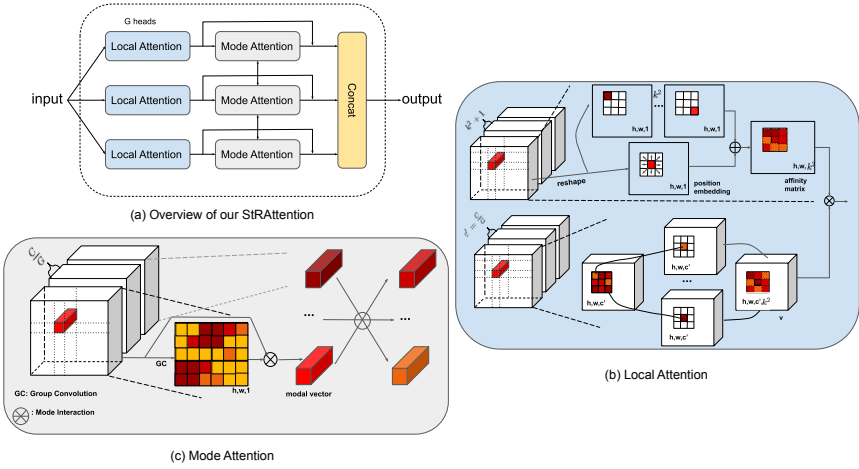 G heads
Local Attention
Mode Attention
input
Local Attention
Mode Attention
Concat
output
Local Attention
Mode Attention
(a) Overview of our StRAttention
k² + 1
k²
...
h,w,1
h,w,1
reshape
h,w,1
position
embedding
h,w,k²
affinity
matrix
h,w,c'
h,w,c'
...
h,w,c'
h,w,c',k²
v
(b) Local Attention
C/G
...
...
GC
h,w,1
modal vector
GC: Group Convolution
: Mode Interaction
(c) Mode Attention